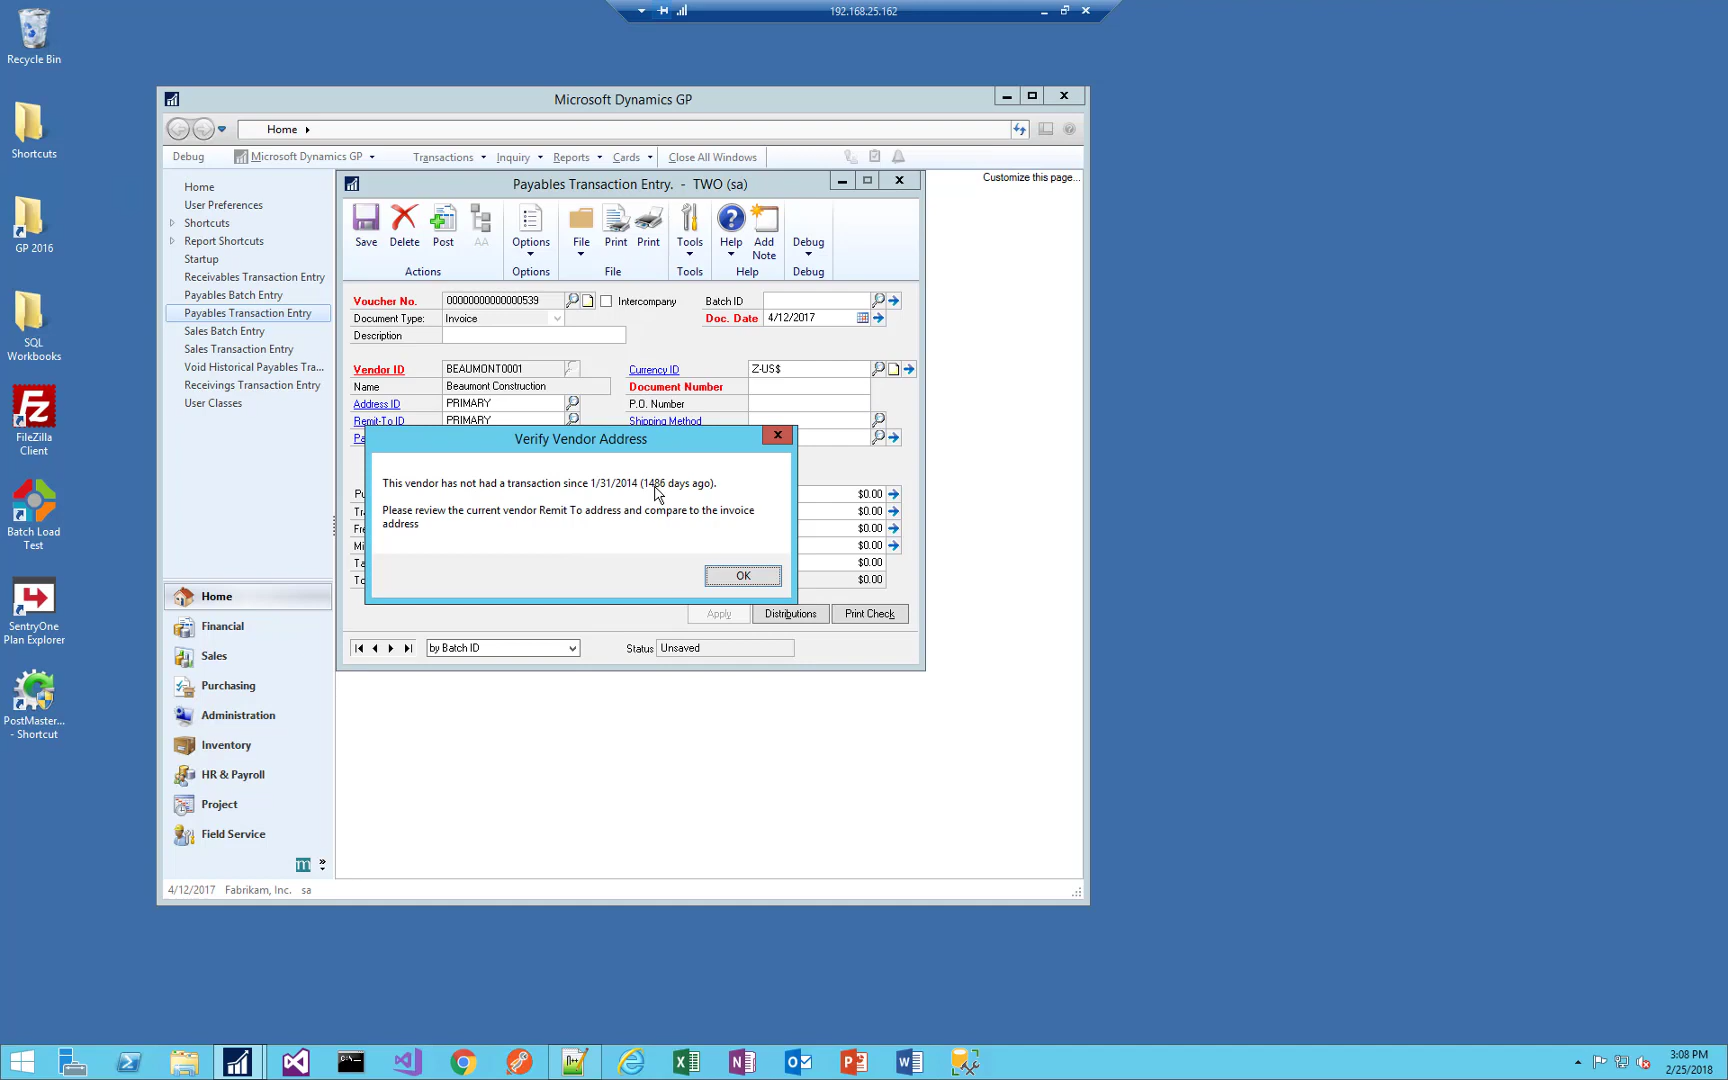 192.168.25.162
Recycle Bin
Shortcuts
GP 2016
SQL
Workbooks
FileZilla
Client
Batch Load
Test
SentryOne
Plan Explorer
PostMaster...
- Shortcut
Microsoft Dynamics GP
Home
Debug Microsoft Dynamics GP Transactions Inquiry Reports Cards Close All Windows
Customize this page...
Home
User Preferences
Shortcuts
Report Shortcuts
Startup
Receivables Transaction Entry
Payables Batch Entry
Payables Transaction Entry
Sales Batch Entry
Sales Transaction Entry
Void Historical Payables Tra...
Receivings Transaction Entry
User Classes
Home
Financial
Sales
Purchasing
Administration
Inventory
HR & Payroll
Project
Field Service
4/12/2017 Fabrikam, Inc. sa
Payables Transaction Entry. - TWO (sa)
Save Delete Post AA Options File Print Print Tools Help Add Note Debug
Actions Options File Tools Help Debug
Voucher No. 00000000000000539 Intercompany Batch ID
Document Type: Invoice Doc. Date 4/12/2017
Description
Vendor ID BEAUMONT0001 Currency ID Z-US$
Name Beaumont Construction Document Number
Address ID PRIMARY P.O. Number
Remit-To ID PRIMARY Shipping Method
Pa
Verify Vendor Address
This vendor has not had a transaction since 1/31/2014 (1486 days ago).
Please review the current vendor Remit To address and compare to the invoice
address
OK
Pu $0.00
Tr $0.00
Fre $0.00
Mi $0.00
Ta $0.00
To $0.00
Apply Distributions Print Check
by Batch ID Status Unsaved
3:08 PM
2/25/2018